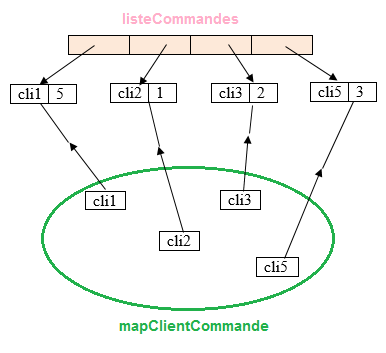 listeCommandes
cli1 5
cli2 1
cli3 2
cli5 3
cli1
cli3
cli2
cli5
mapClientCommande